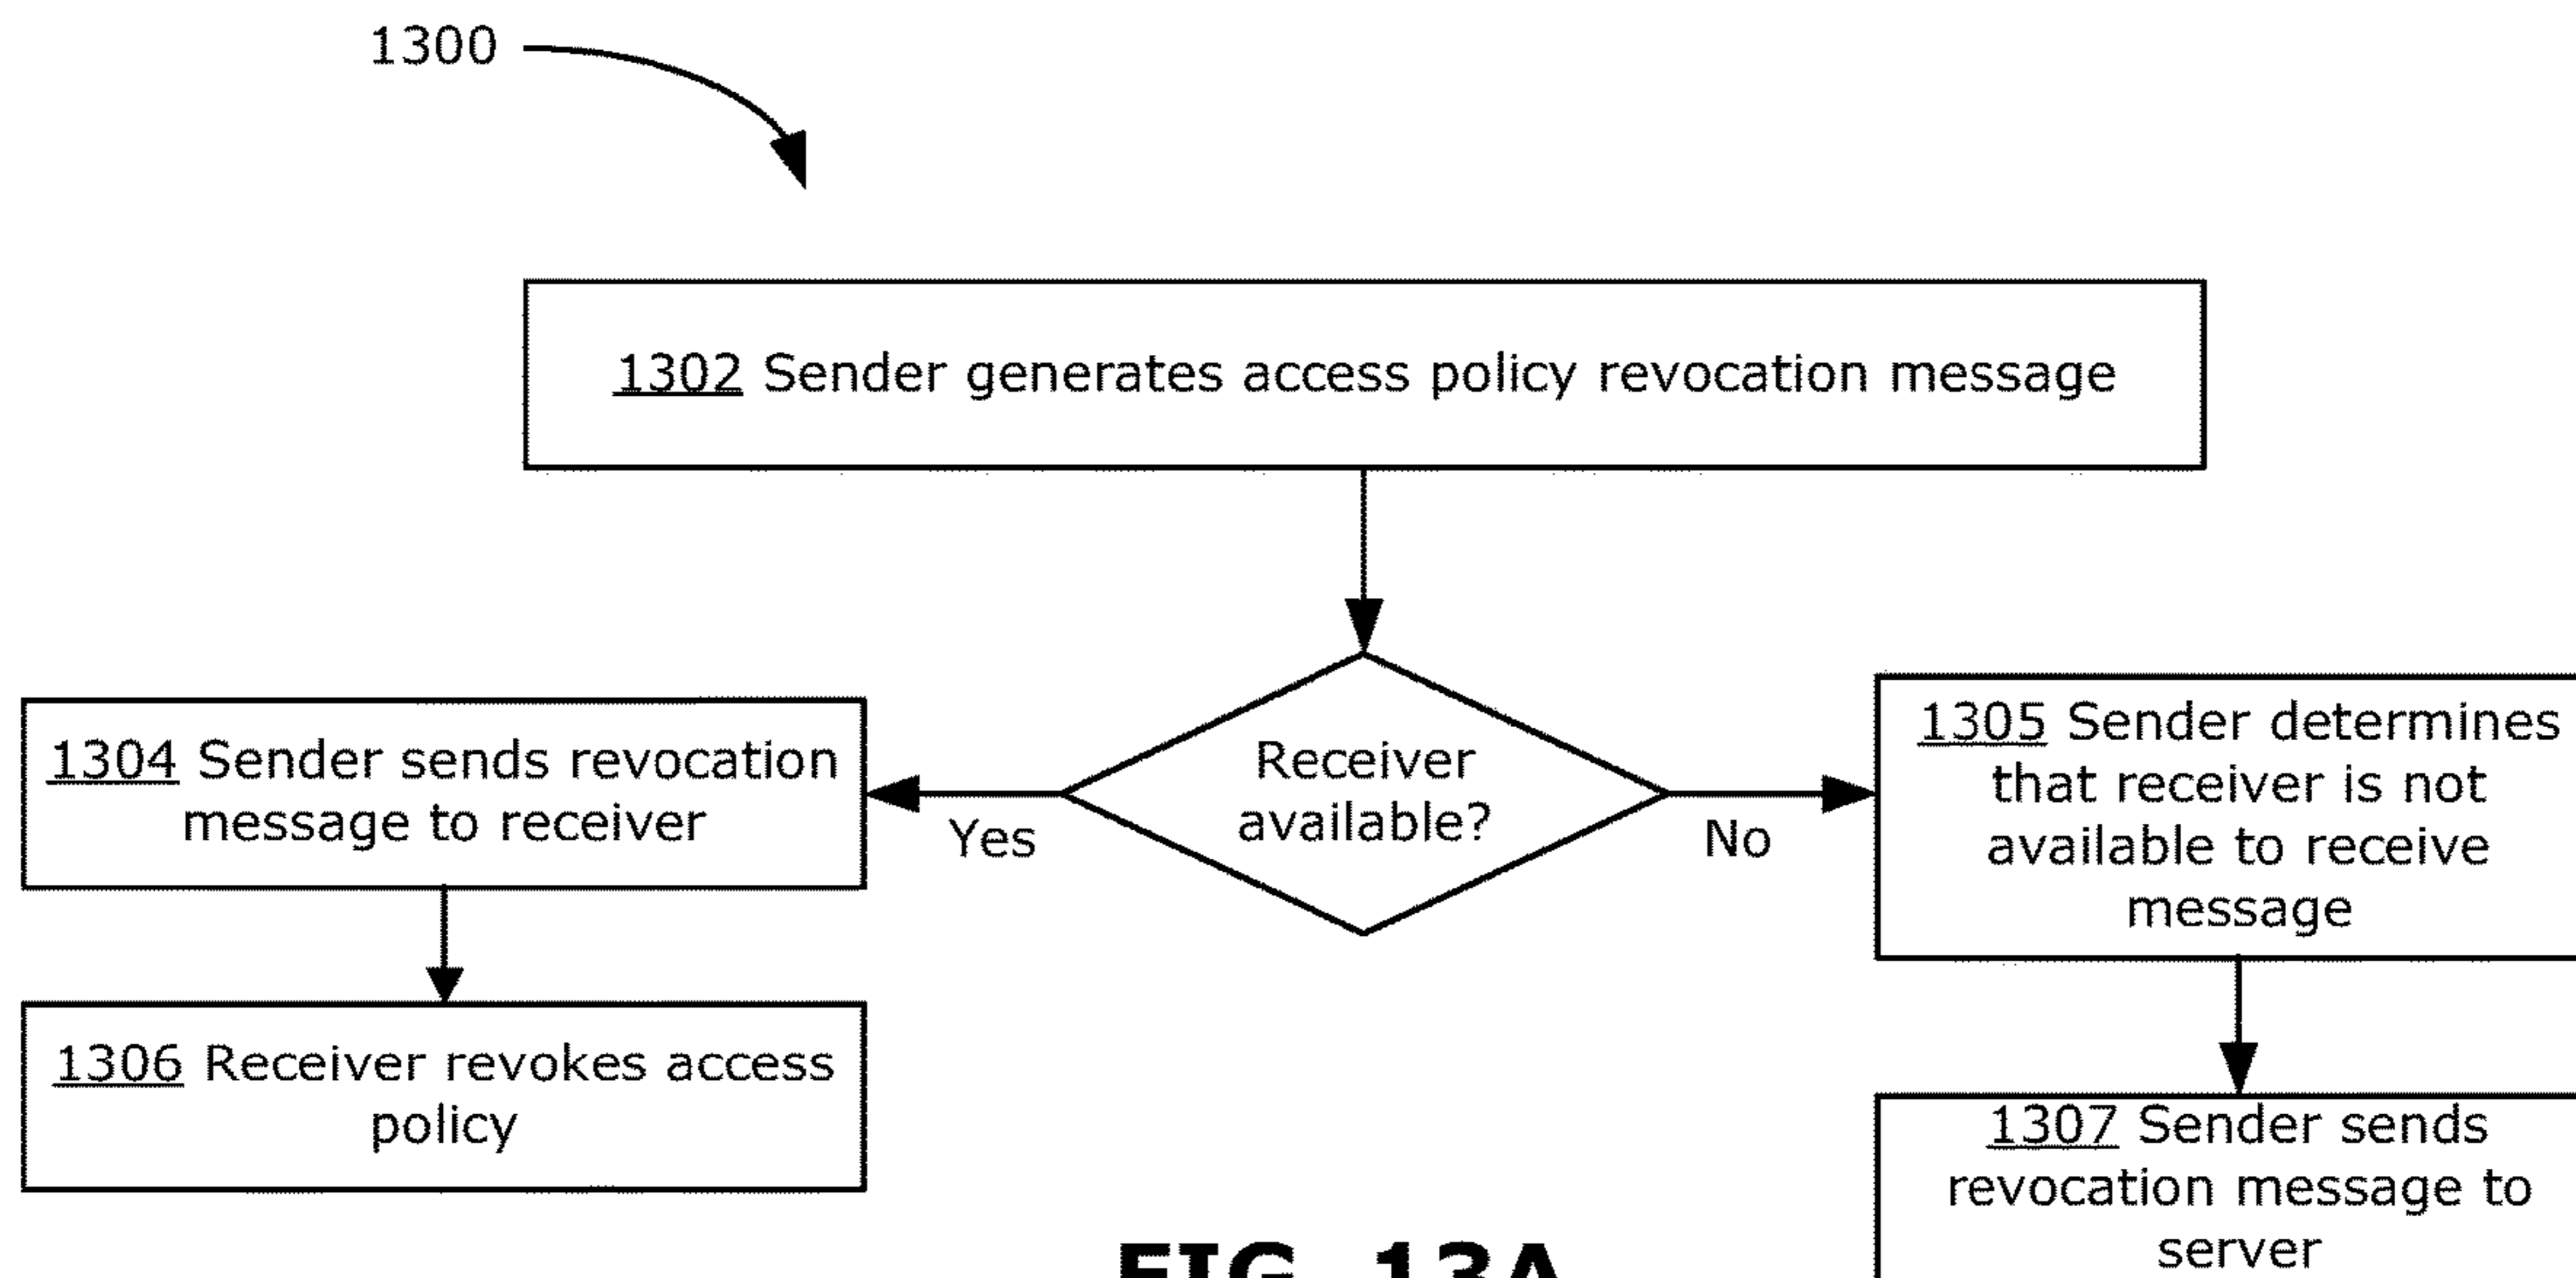 1300
1302 Sender generates access policy revocation message
Receiver
available?
Yes
No
1304 Sender sends revocation
message to receiver
1306 Receiver revokes access
policy
1305 Sender determines
that receiver is not
available to receive
message
1307 Sender sends
revocation message to
server
FIG. 13A